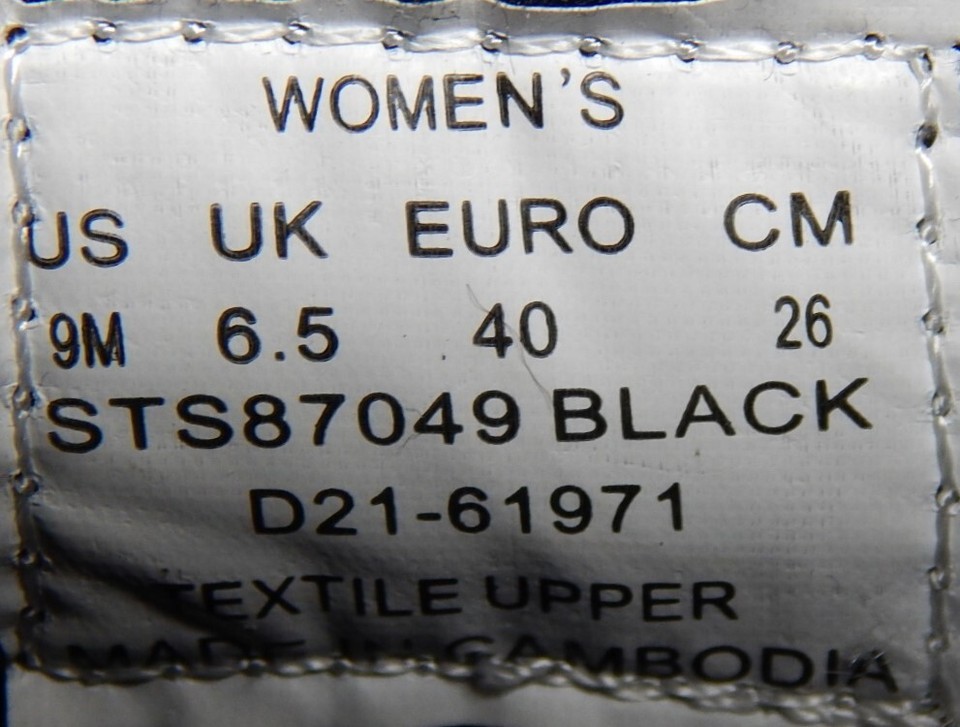 WOMEN'S
US UK EURO CM
9M 6.5 40 26
STS87049 BLACK
D21-61971
TEXTILE UPPER
MADE IN CAMBODIA